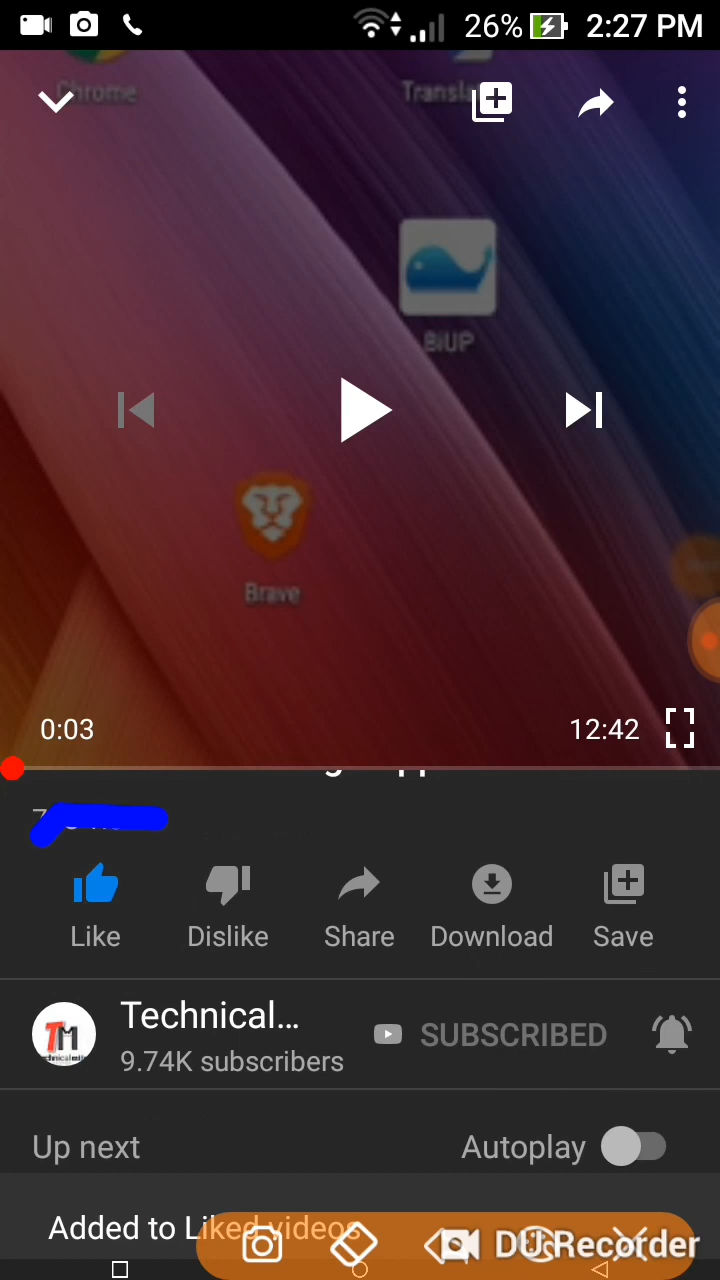 26% 2:27 PM
Chrome
BiUP
Brave
0:03
12:42
Like Dislike Share Download Save
TM
Technical...
SUBSCRIBED
9.74K subscribers
Up next
Autoplay
Added to Liked videos
DU Recorder